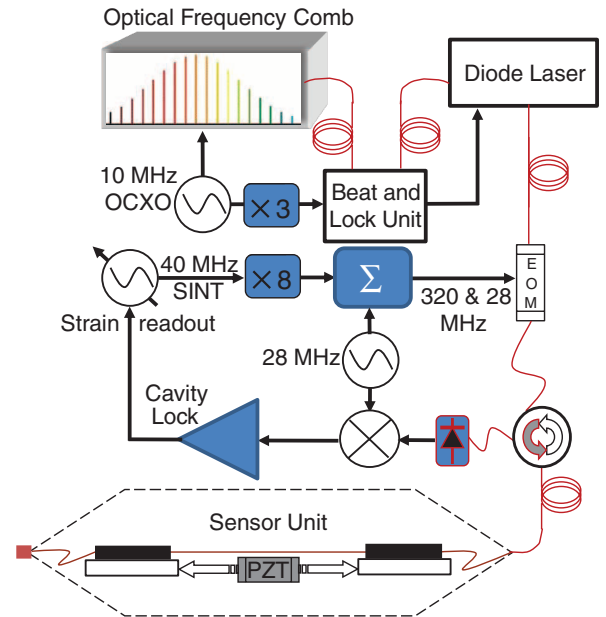 Optical Frequency Comb
Diode Laser
10 MHz
OCXO
×3
Beat and
Lock Unit
40 MHz
SINT
×8
Σ
320 & 28
MHz
E
O
M
Strain readout
28 MHz
Cavity
Lock
Sensor Unit
PZT